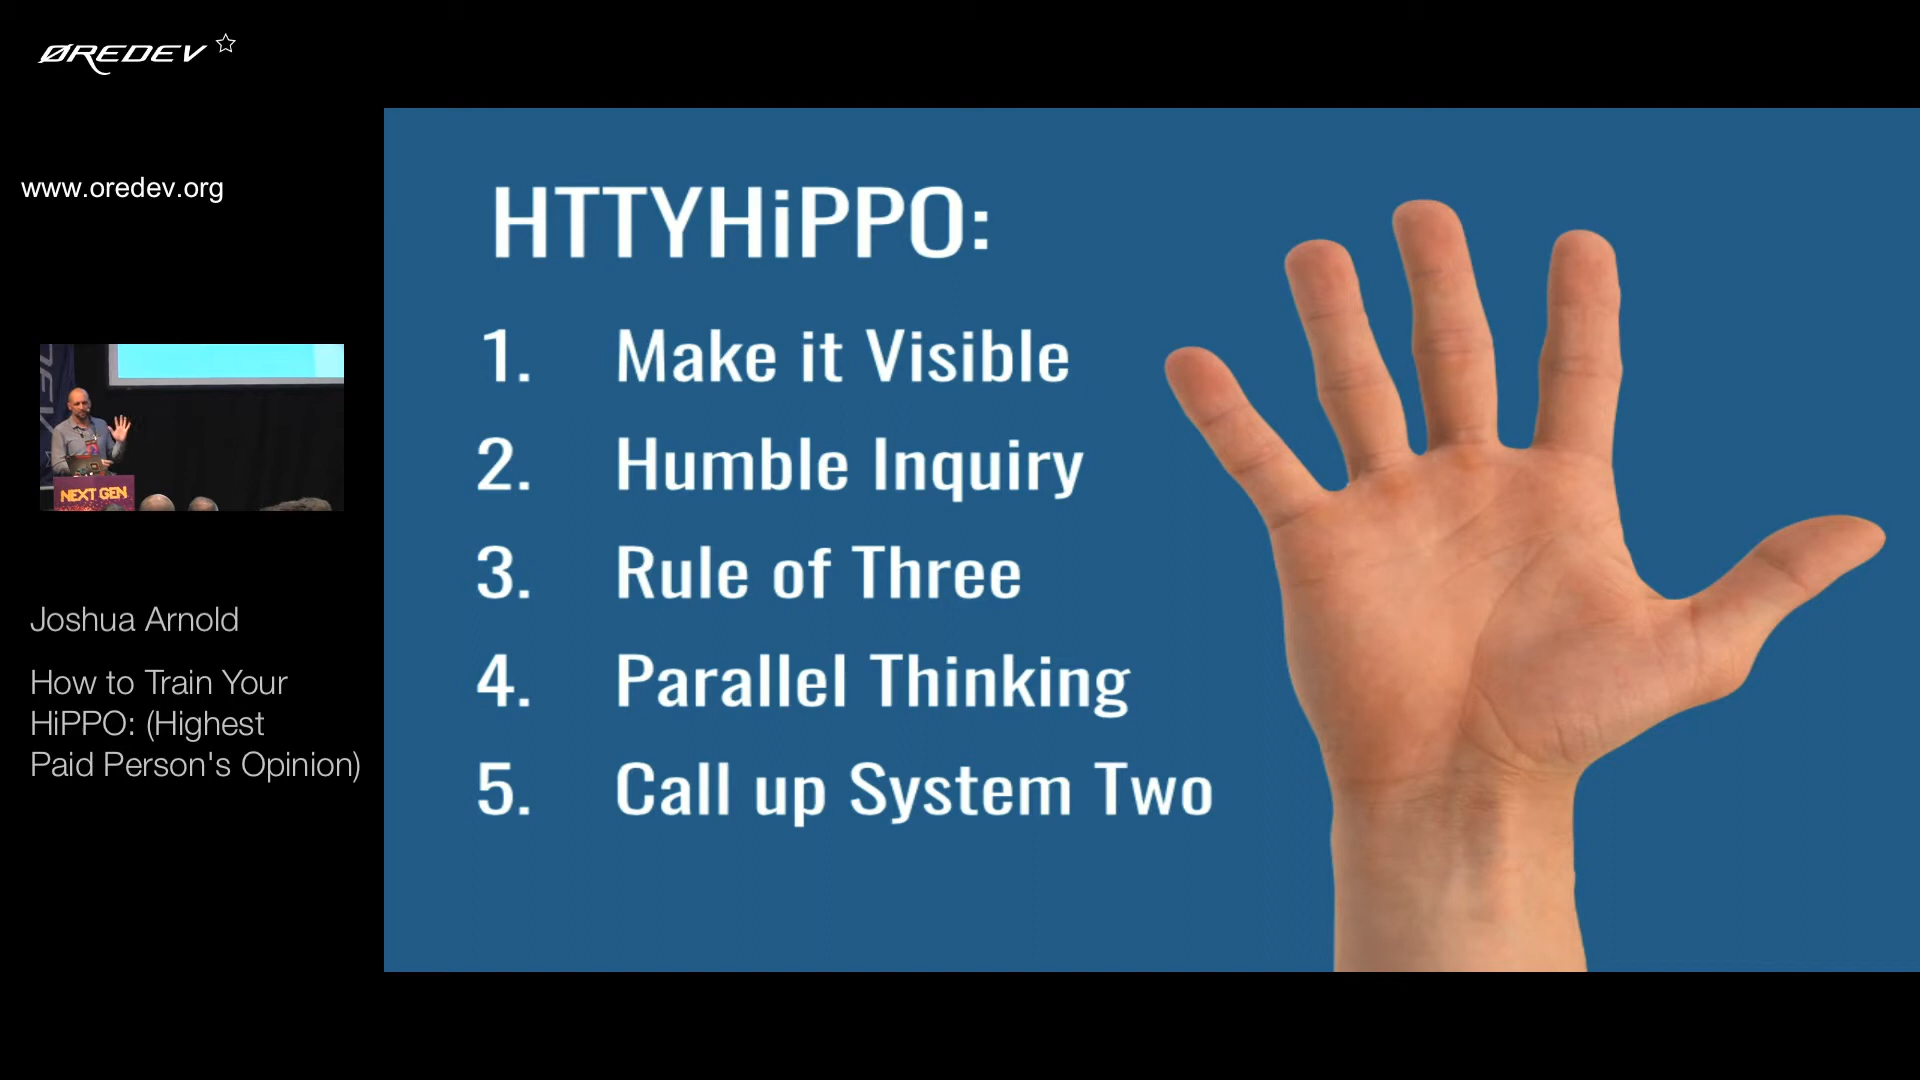 ØREDEV
www.oredev.org
NEXT GEN
Joshua Arnold
How to Train Your
HiPPO: (Highest
Paid Person's Opinion)
HTTYHiPPO:
1. Make it Visible
2. Humble Inquiry
3. Rule of Three
4. Parallel Thinking
5. Call up System Two